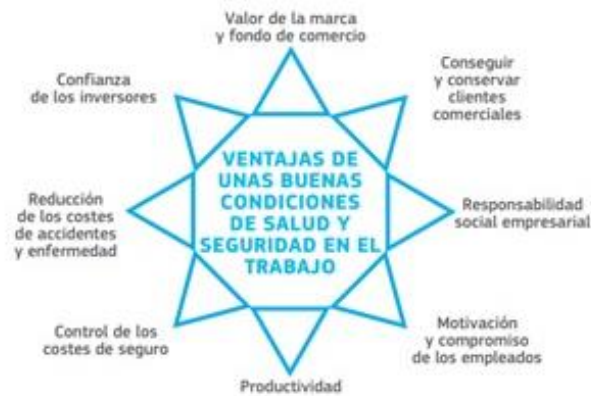 Valor de la marca
y fondo de comercio
Conseguir
y conservar
clientes
comerciales
Responsabilidad
social empresarial
Motivación
y compromiso
de los empleados
Productividad
Control de los
costes de seguro
Reducción
de los costes
de accidentes
y enfermedad
Confianza
de los inversores
VENTAJAS DE
UNAS BUENAS
CONDICIONES
DE SALUD Y
SEGURIDAD EN EL
TRABAJO